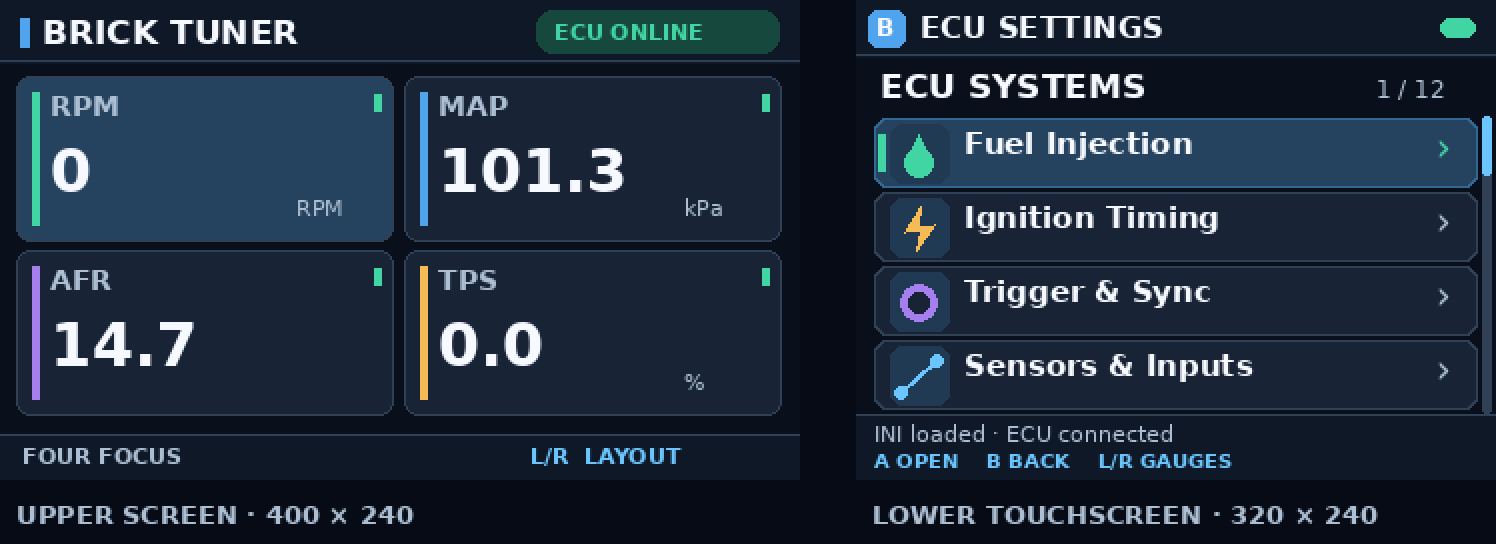 BRICK TUNER
ECU ONLINE
RPM
0
RPM
MAP
101.3
kPa
AFR
14.7
TPS
0.0
%
FOUR FOCUS
L/R LAYOUT
UPPER SCREEN · 400 × 240
B
ECU SETTINGS
ECU SYSTEMS
1 / 12
Fuel Injection ›
Ignition Timing ›
Trigger & Sync ›
Sensors & Inputs ›
INI loaded · ECU connected
A OPEN B BACK L/R GAUGES
LOWER TOUCHSCREEN · 320 × 240